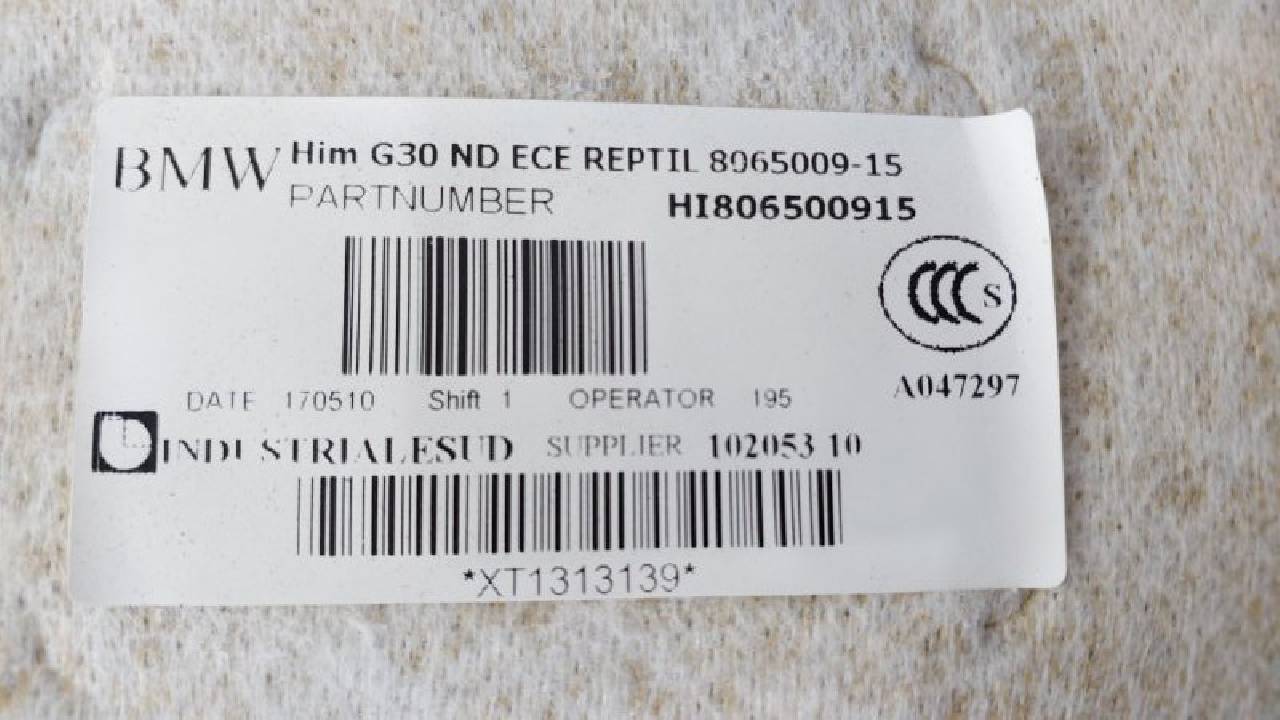 BMW Him G30 ND ECE REPTIL 8065009-15
PARTNUMBER HI806500915
CCC S
A047297
DATE 170510 Shift 1 OPERATOR 195
INDUSTRIALESUD SUPPLIER 102053 10
*XT1313139*